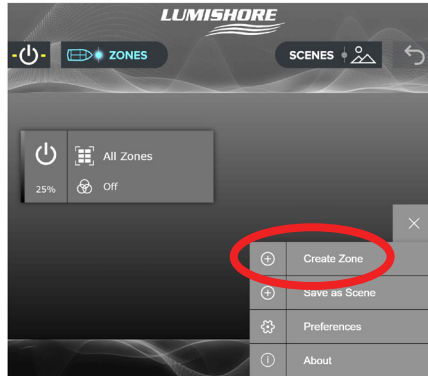 LUMISHORE
ZONES
SCENES
All Zones
25%
Off
Create Zone
Save as Scene
Preferences
About